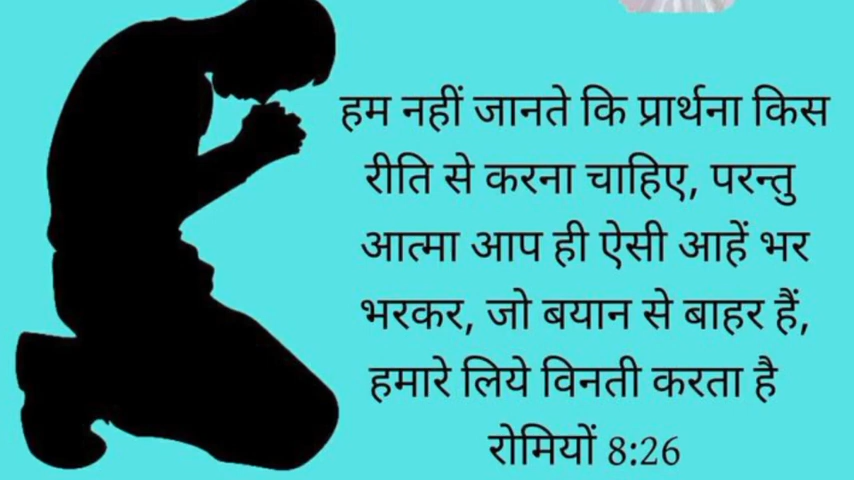 हम नहीं जानते कि प्रार्थना किस
रीति से करना चाहिए, परन्तु
आत्मा आप ही ऐसी आहें भर
भरकर, जो बयान से बाहर हैं,
हमारे लिये विनती करता है
रोमियों 8:26